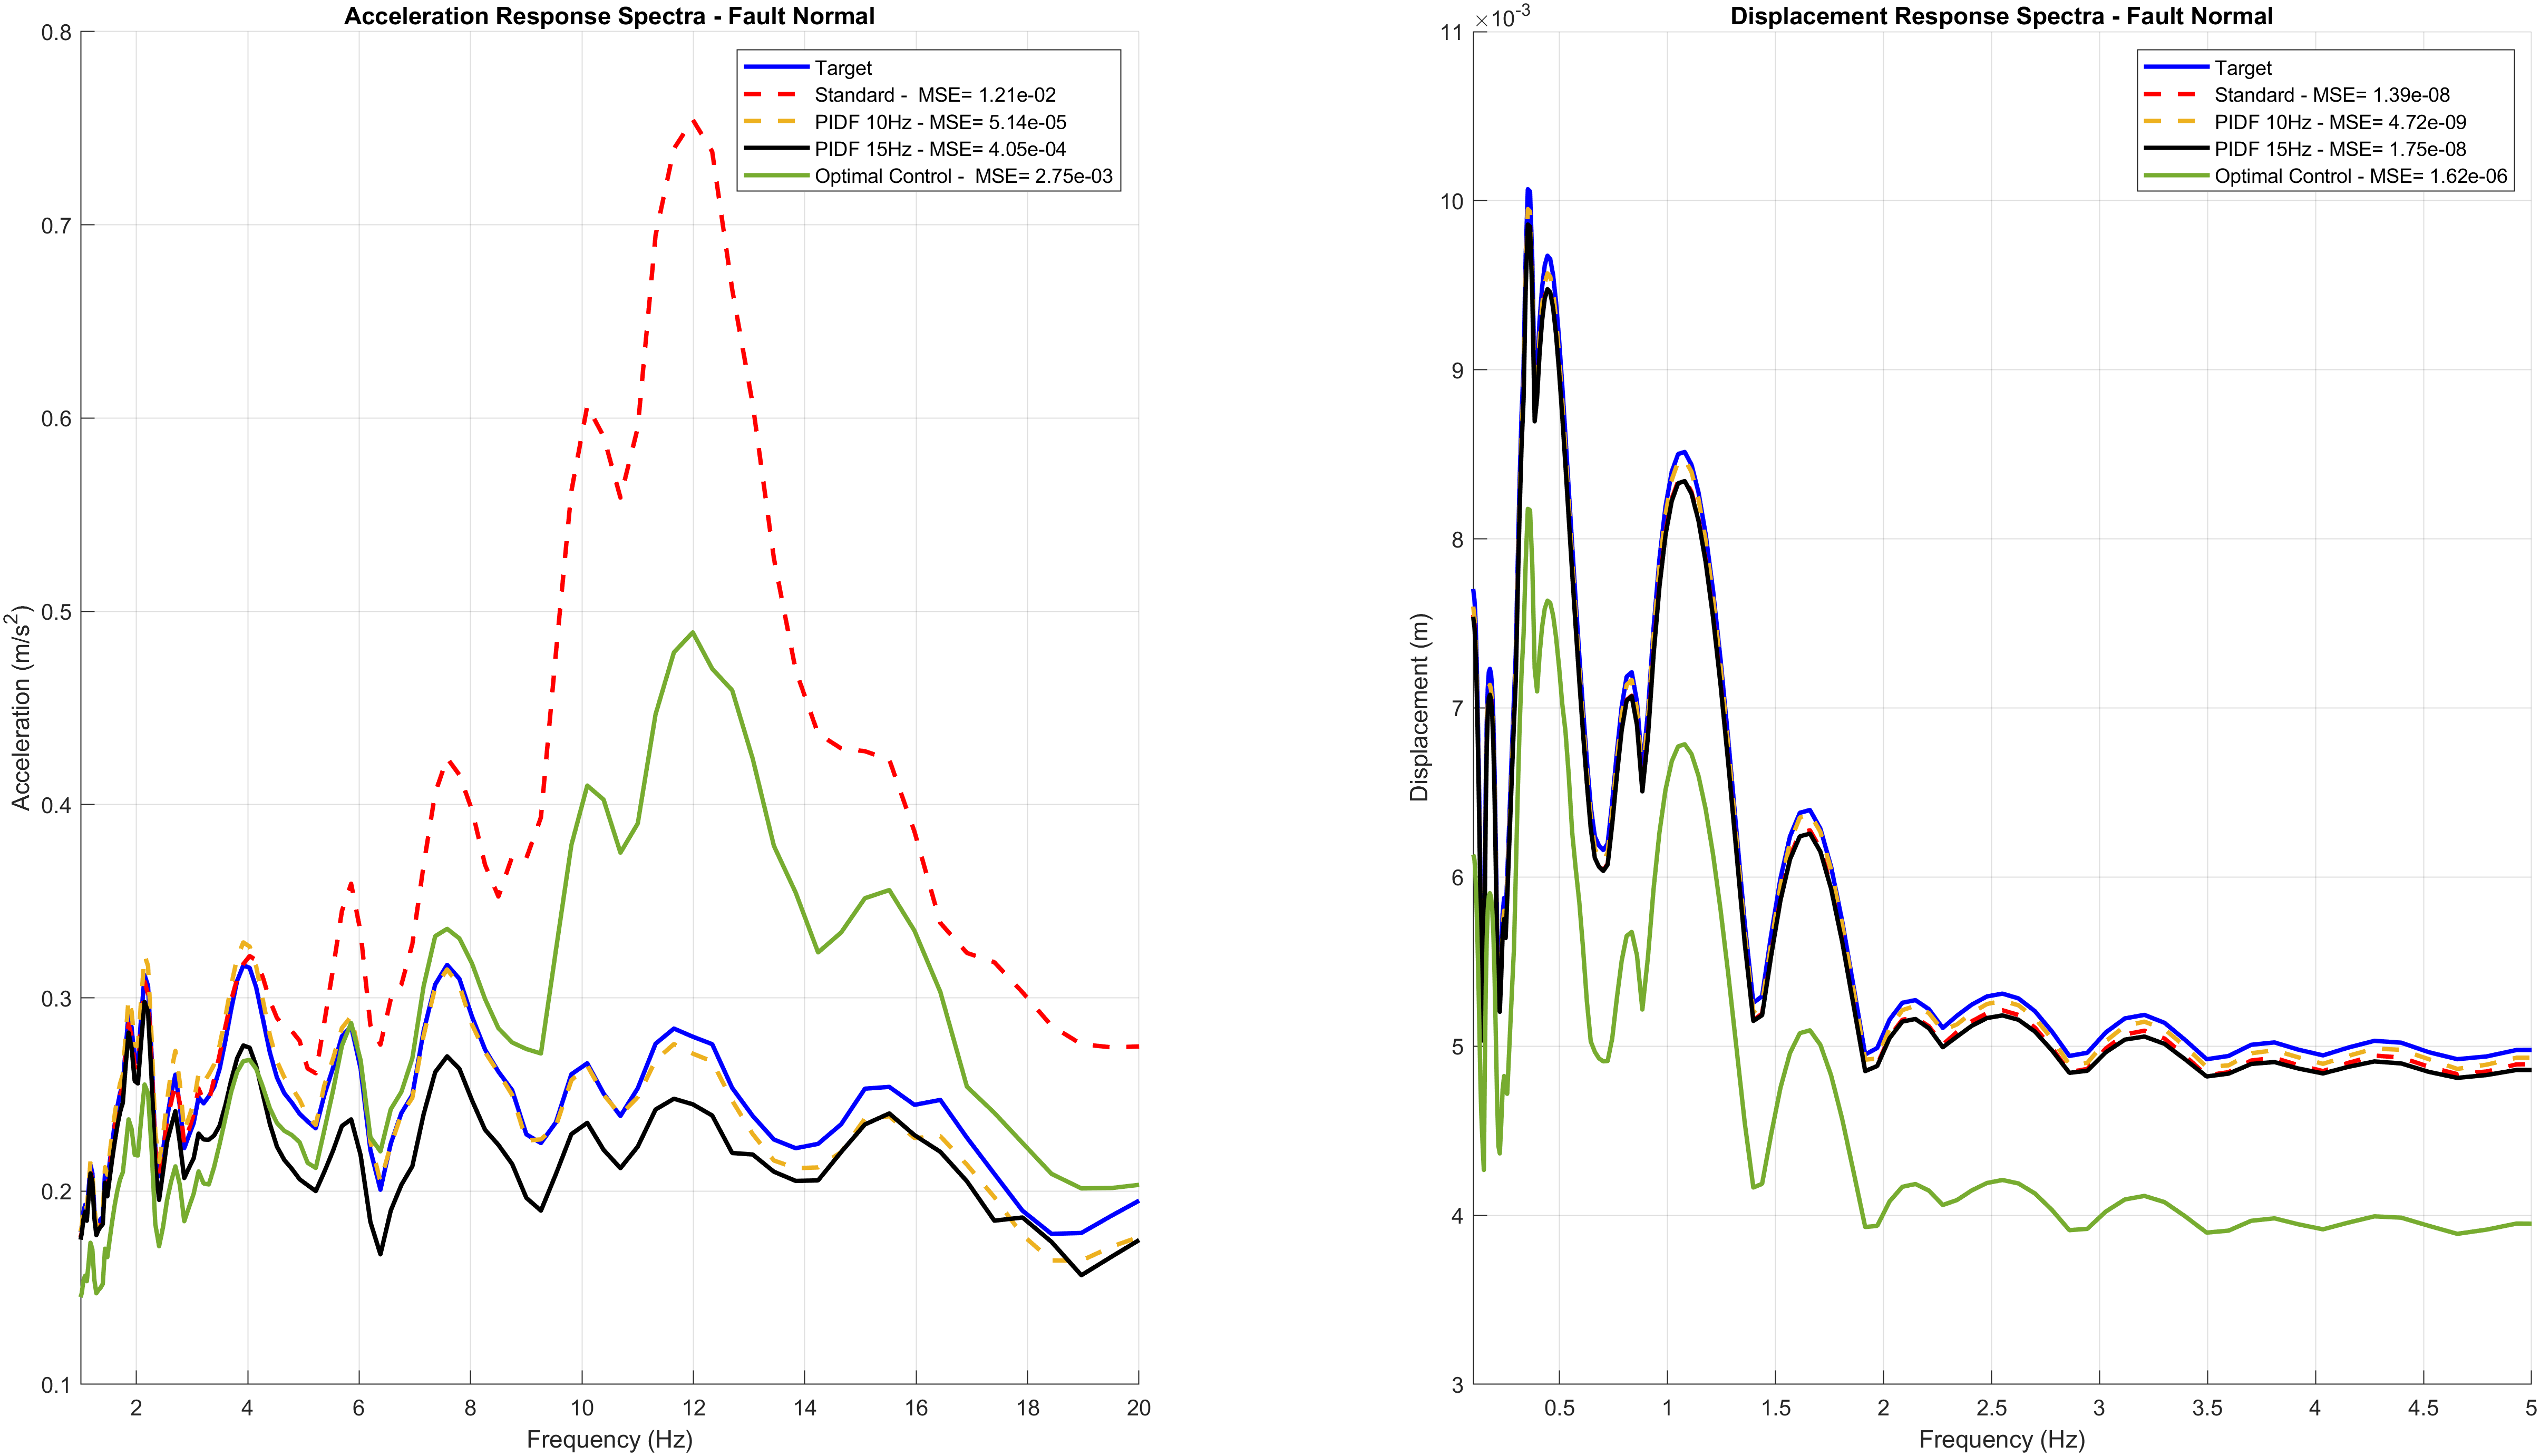 Acceleration Response Spectra - Fault Normal
0.8
0.7
0.6
0.5
0.4
0.3
0.2
0.1
Acceleration (m/s²)
2 4 6 8 10 12 14 16 18 20
Frequency (Hz)
Target
Standard -  MSE= 1.21e-02
PIDF 10Hz - MSE= 5.14e-05
PIDF 15Hz - MSE= 4.05e-04
Optimal Control -  MSE= 2.75e-03
Displacement Response Spectra - Fault Normal
×10⁻³
11
10
9
8
7
6
5
4
3
Displacement (m)
0.5 1 1.5 2 2.5 3 3.5 4 4.5 5
Frequency (Hz)
Target
Standard - MSE= 1.39e-08
PIDF 10Hz - MSE= 4.72e-09
PIDF 15Hz - MSE= 1.75e-08
Optimal Control - MSE= 1.62e-06